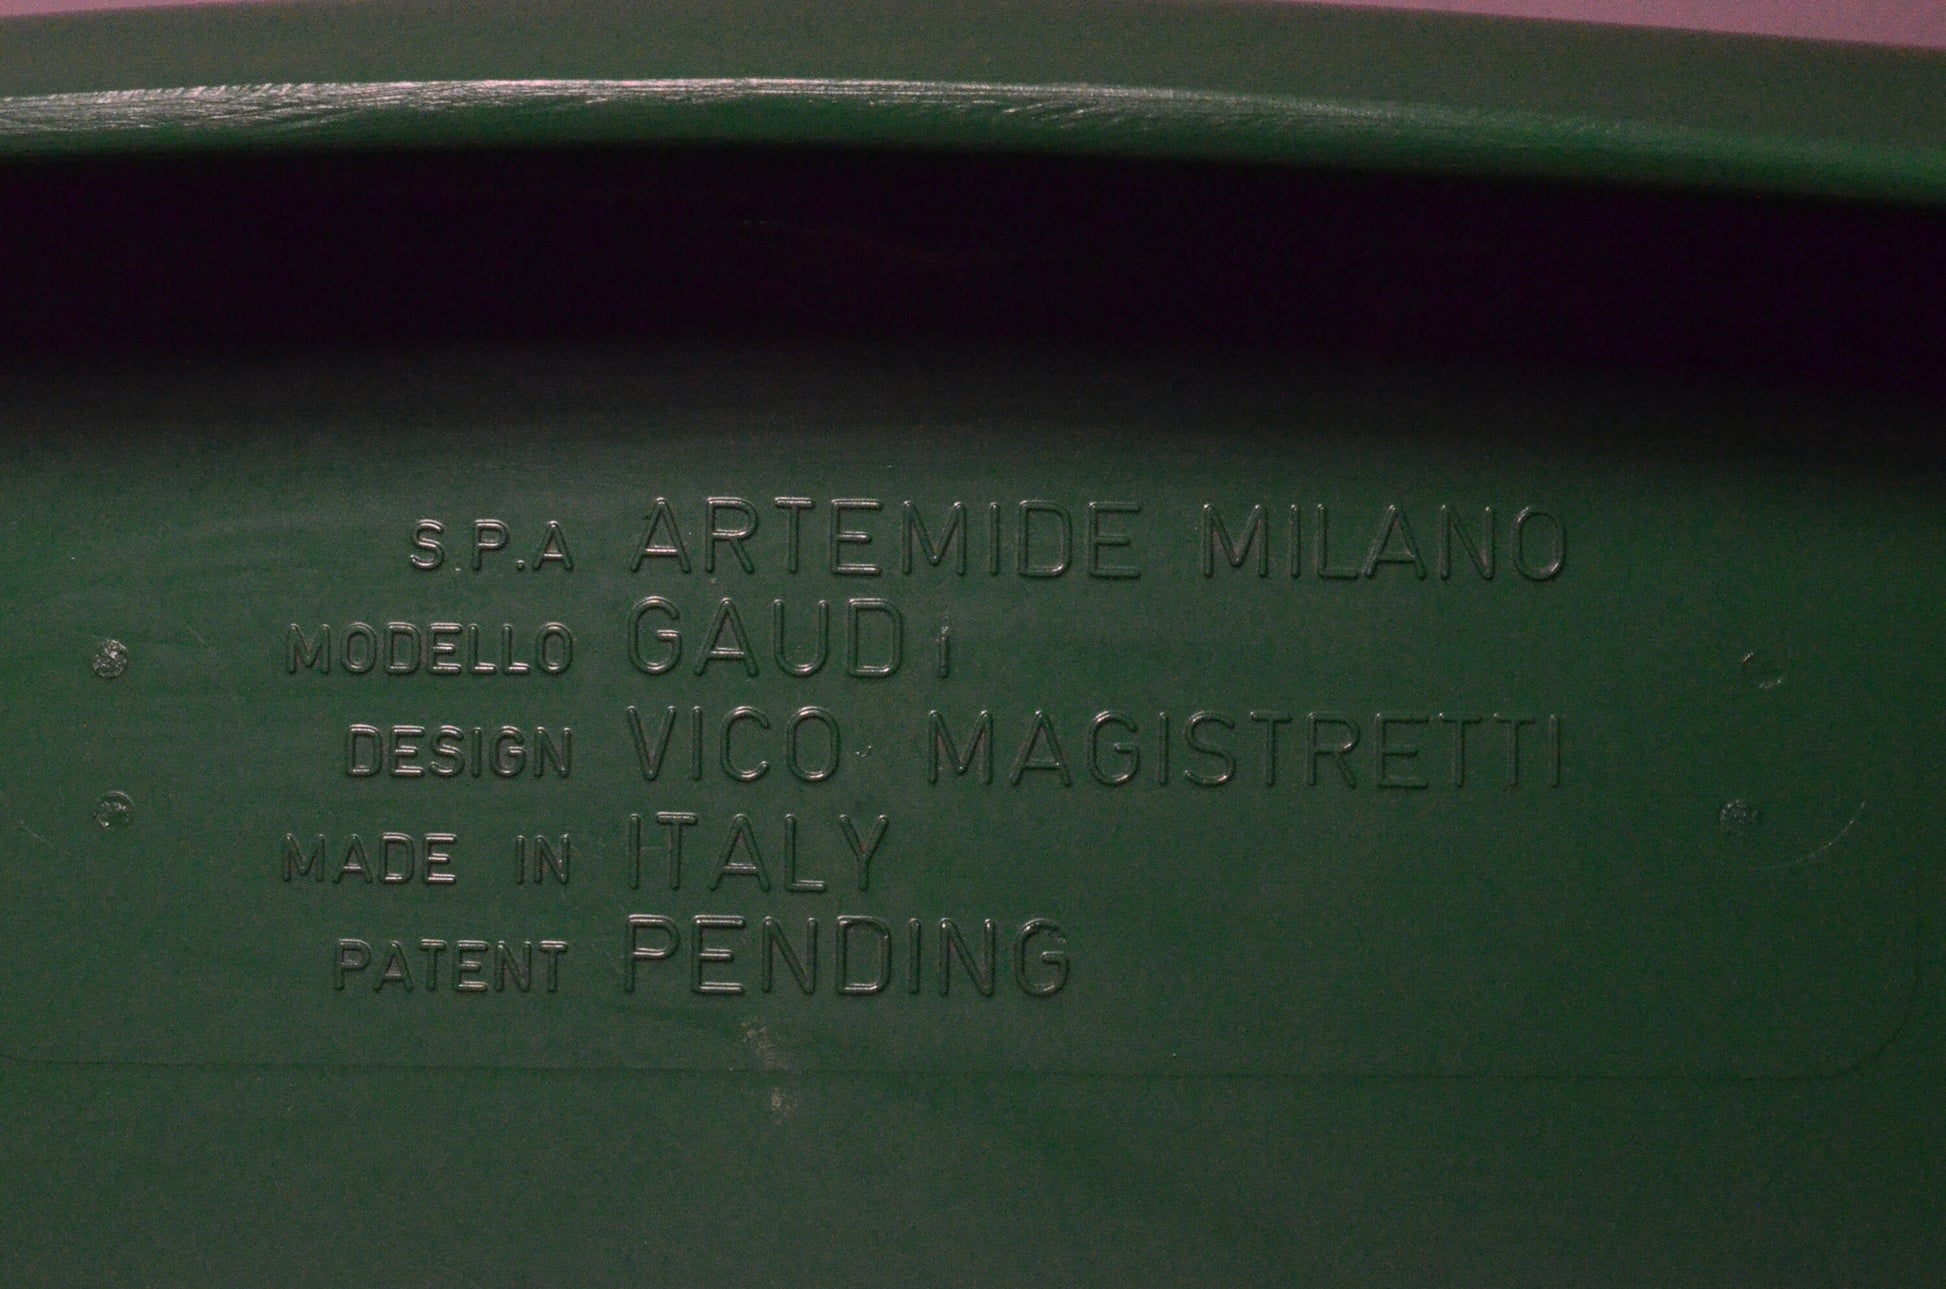 S.P.A ARTEMIDE MILANO
MODELLO GAUDi
DESIGN VICO MAGISTRETTI
MADE IN ITALY
PATENT PENDING